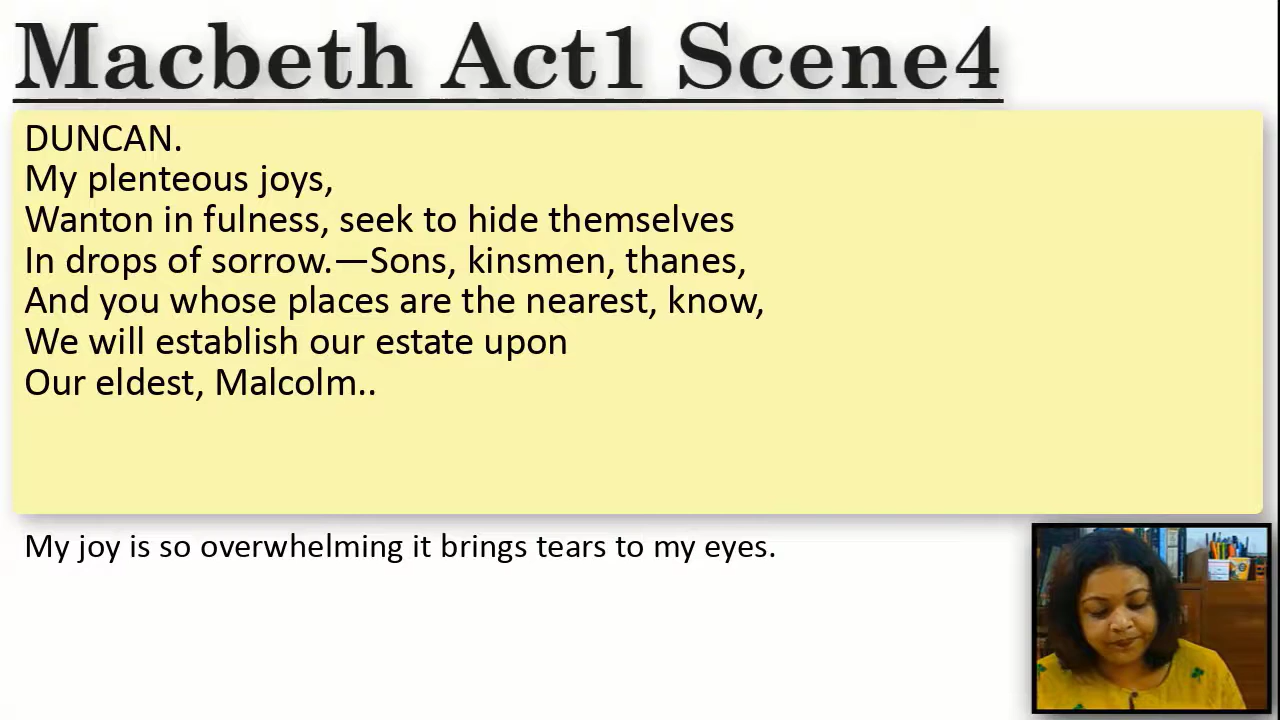 Macbeth Act1 Scene4
DUNCAN.
My plenteous joys,
Wanton in fulness, seek to hide themselves
In drops of sorrow.—Sons, kinsmen, thanes,
And you whose places are the nearest, know,
We will establish our estate upon
Our eldest, Malcolm..
My joy is so overwhelming it brings tears to my eyes.